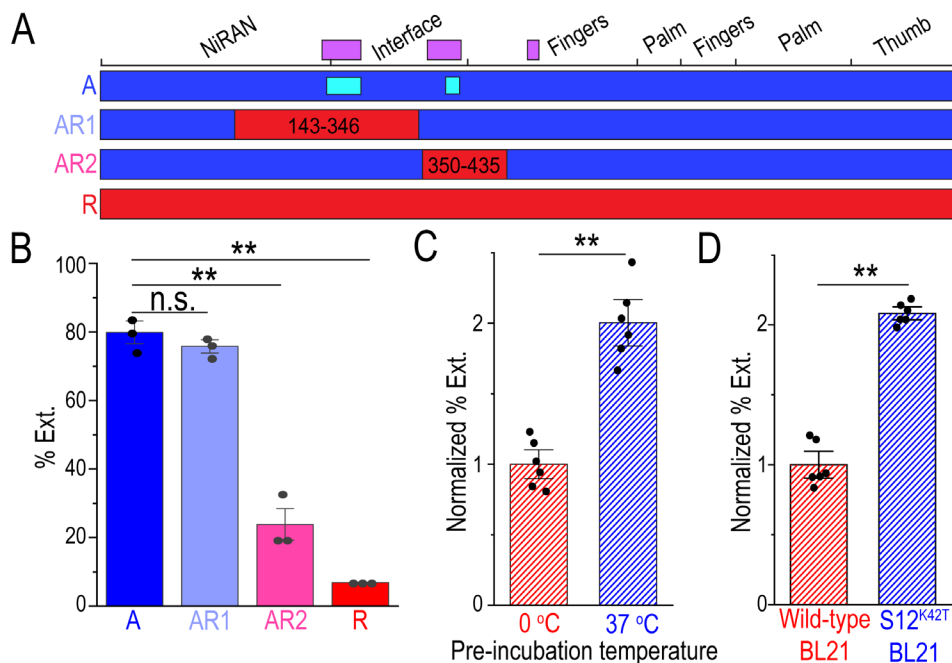 A
NiRAN Interface Fingers Palm Fingers Palm Thumb
A
AR1 143-346
AR2 350-435
R
B
% Ext.
100
80
60
40
20
0
**
**
n.s.
A AR1 AR2 R
C
Normalized % Ext.
2
1
0
**
0 °C 37 °C
Pre-incubation temperature
D
Normalized % Ext.
2
1
0
**
Wild-type S12K42T
BL21 BL21